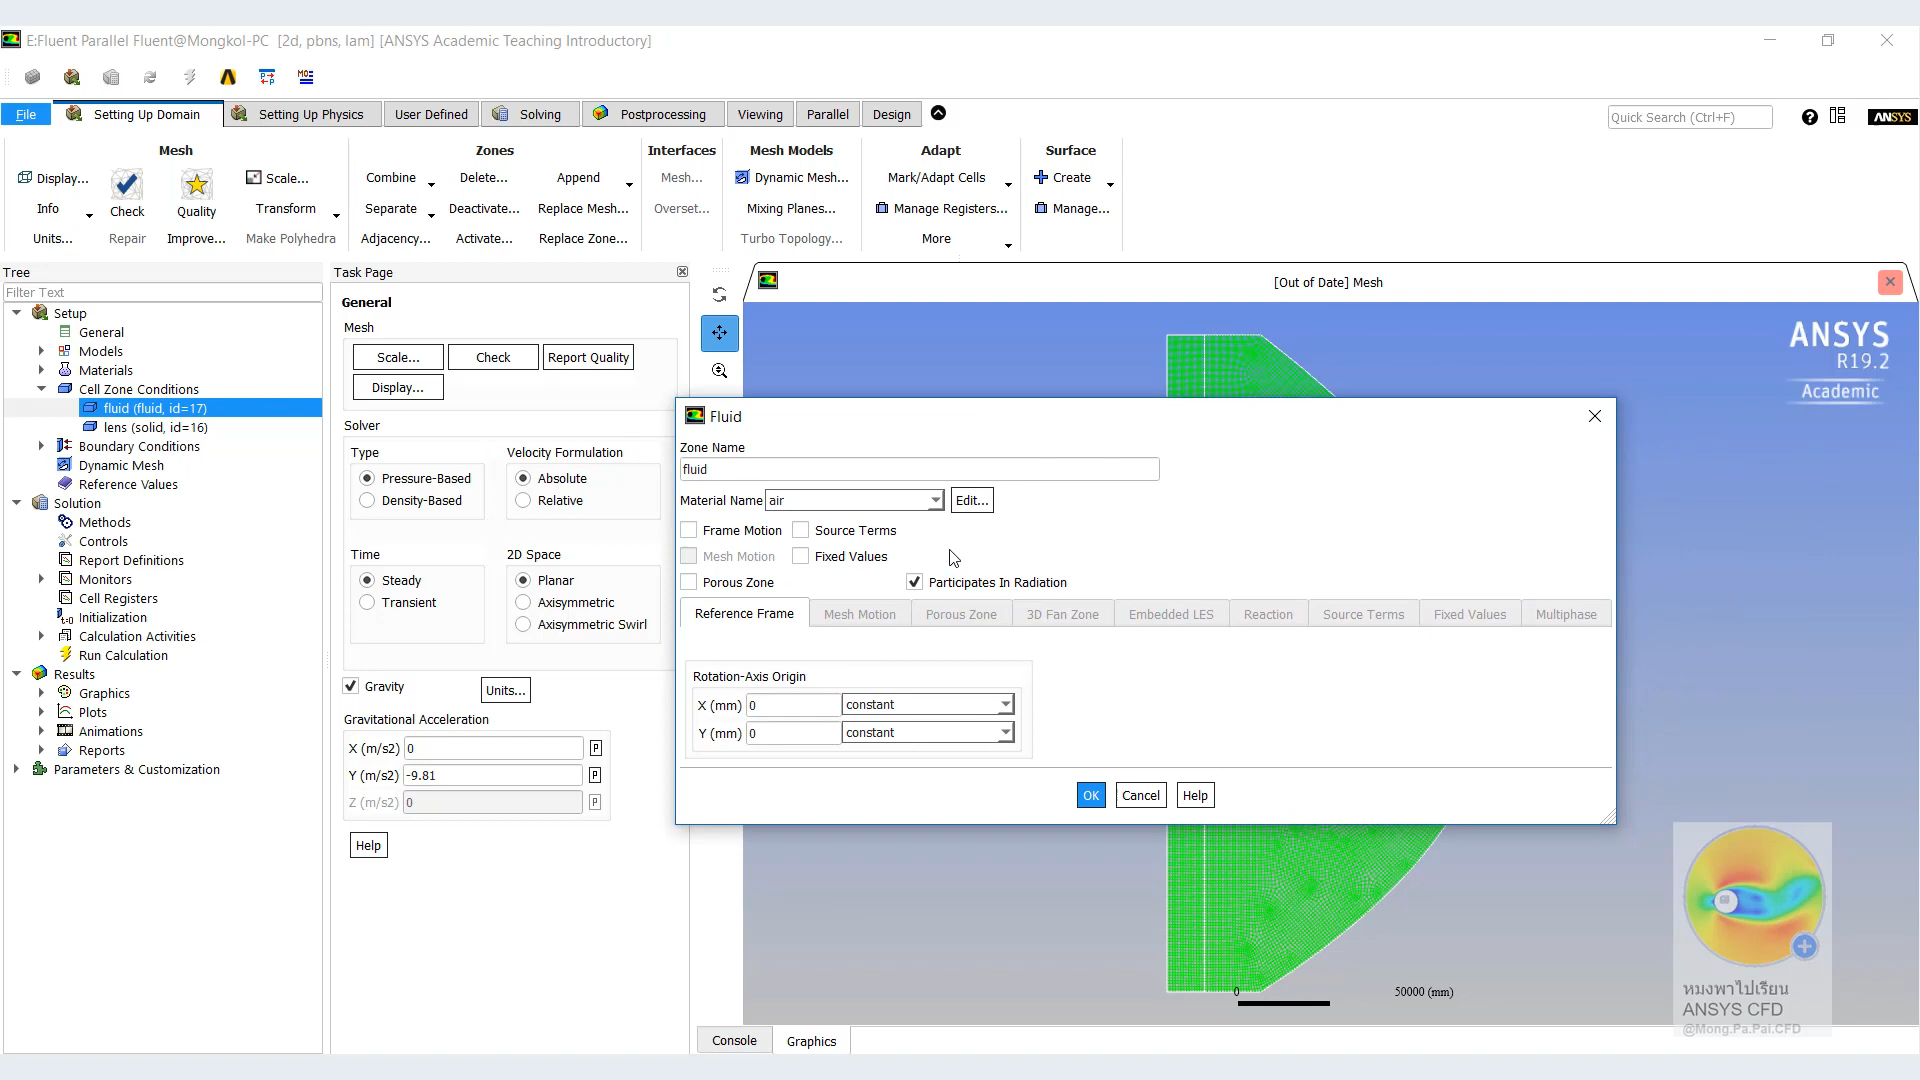 E:Fluent Parallel Fluent@Mongkol-PC [2d, pbns, lam] [ANSYS Academic Teaching Introductory]
File
Setting Up Domain
Setting Up Physics
User Defined
Solving
Postprocessing
Viewing
Parallel
Design
Quick Search (Ctrl+F)
ANSYS
Mesh
Zones
Interfaces
Mesh Models
Adapt
Surface
Display...
Scale...
Combine
Delete...
Append
Mesh...
Dynamic Mesh...
Mark/Adapt Cells
Create
Info
Check
Quality
Transform
Separate
Deactivate...
Replace Mesh...
Overset...
Mixing Planes...
Manage Registers...
Manage...
Units...
Repair
Improve...
Make Polyhedra
Adjacency...
Activate...
Replace Zone...
Turbo Topology...
More
Tree
Filter Text
Setup
General
Models
Materials
Cell Zone Conditions
fluid (fluid, id=17)
lens (solid, id=16)
Boundary Conditions
Dynamic Mesh
Reference Values
Solution
Methods
Controls
Report Definitions
Monitors
Cell Registers
Initialization
Calculation Activities
Run Calculation
Results
Graphics
Plots
Animations
Reports
Parameters & Customization
Task Page
General
Mesh
Scale...
Check
Report Quality
Display...
Solver
Type
Velocity Formulation
Pressure-Based
Absolute
Density-Based
Relative
Time
2D Space
Steady
Planar
Transient
Axisymmetric
Axisymmetric Swirl
Gravity
Units...
Gravitational Acceleration
X (m/s2) 0 P
Y (m/s2) -9.81 P
Z (m/s2) 0 P
Help
[Out of Date] Mesh
ANSYS
R19.2
Academic
Fluid
Zone Name
fluid
Material Name air Edit...
Frame Motion
Source Terms
Mesh Motion
Fixed Values
Porous Zone
Participates In Radiation
Reference Frame
Mesh Motion
Porous Zone
3D Fan Zone
Embedded LES
Reaction
Source Terms
Fixed Values
Multiphase
Rotation-Axis Origin
X (mm) 0 constant
Y (mm) 0 constant
OK
Cancel
Help
0
50000 (mm)
หมงพาไปเรียน
ANSYS CFD
@Mong.Pa.Pai.CFD
Console
Graphics